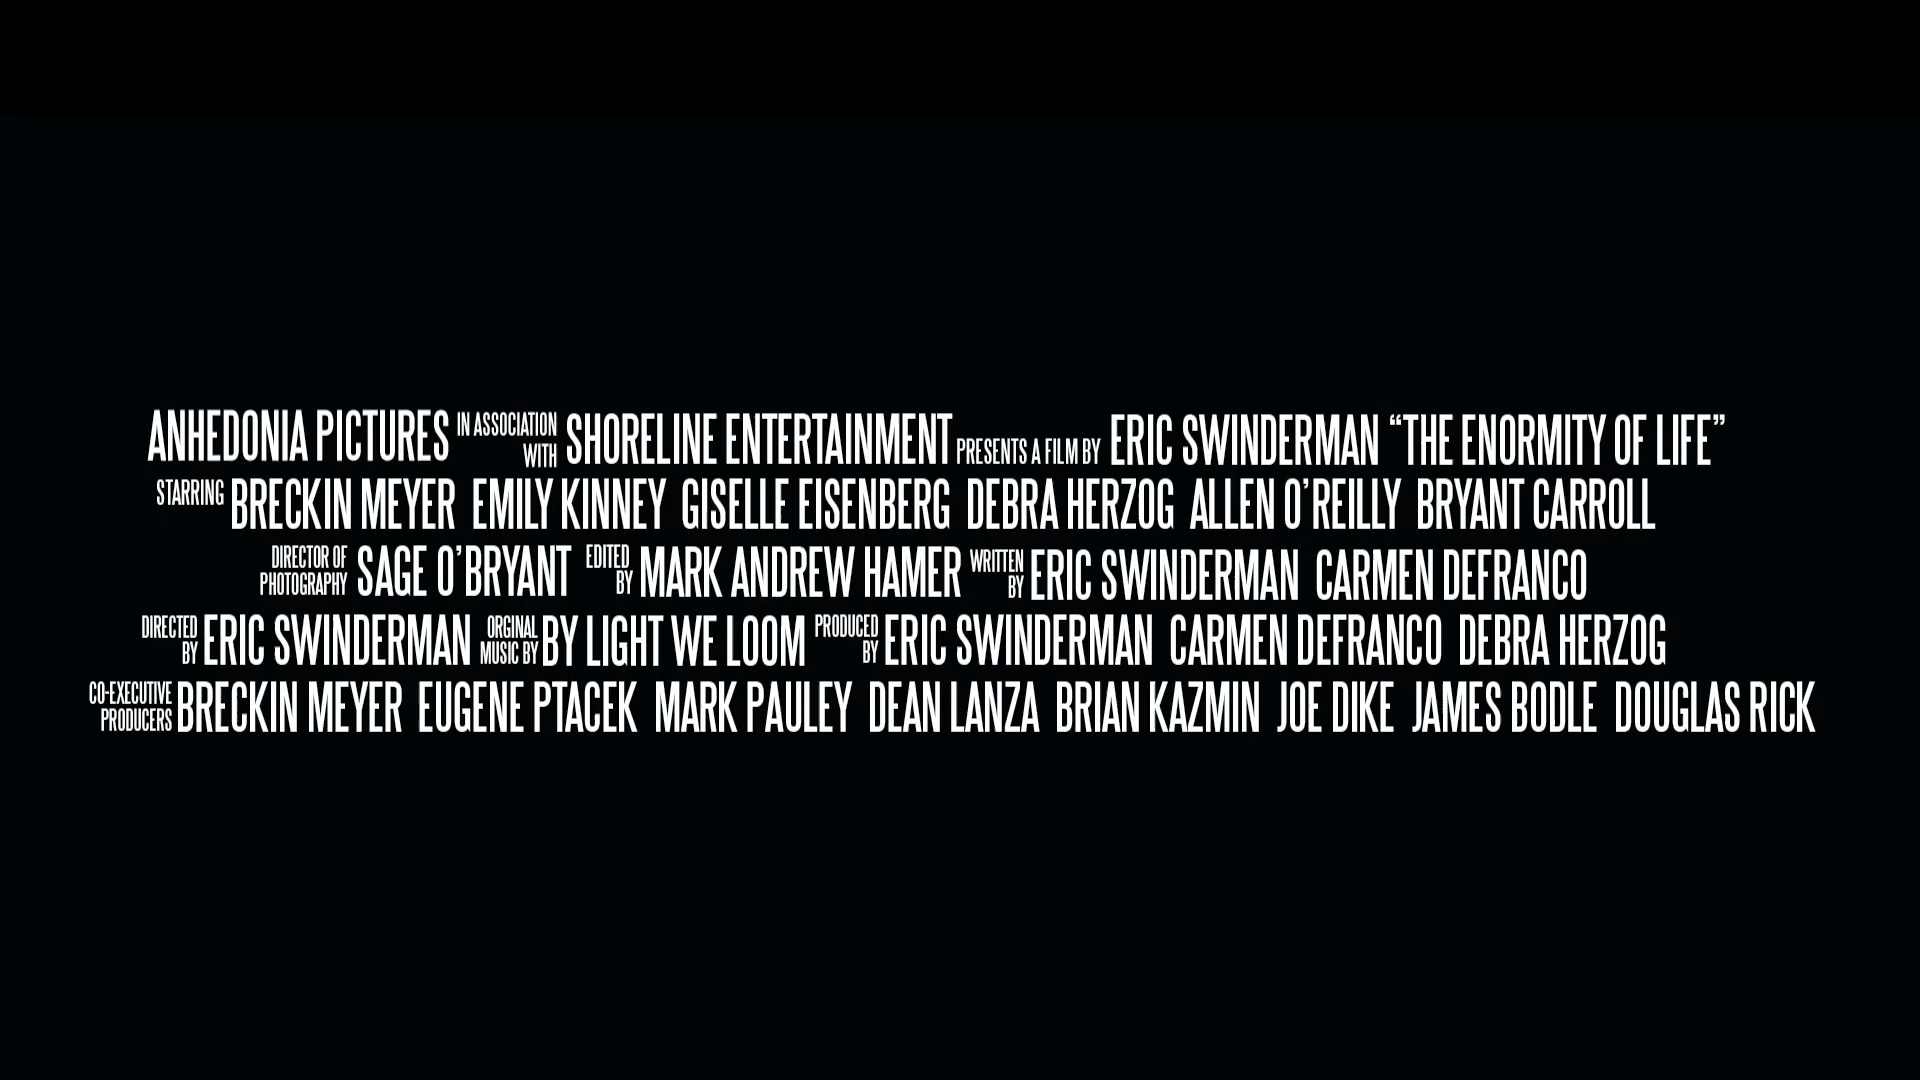 ANHEDONIA PICTURES IN ASSOCIATION WITH SHORELINE ENTERTAINMENT PRESENTS A FILM BY ERIC SWINDERMAN “THE ENORMITY OF LIFE”
STARRING BRECKIN MEYER EMILY KINNEY GISELLE EISENBERG DEBRA HERZOG ALLEN O’REILLY BRYANT CARROLL
DIRECTOR OF PHOTOGRAPHY SAGE O’BRYANT EDITED BY MARK ANDREW HAMER WRITTEN BY ERIC SWINDERMAN CARMEN DEFRANCO
DIRECTED BY ERIC SWINDERMAN ORGINAL MUSIC BY BY LIGHT WE LOOM PRODUCED BY ERIC SWINDERMAN CARMEN DEFRANCO DEBRA HERZOG
CO-EXECUTIVE PRODUCERS BRECKIN MEYER EUGENE PTACEK MARK PAULEY DEAN LANZA BRIAN KAZMIN JOE DIKE JAMES BODLE DOUGLAS RICK